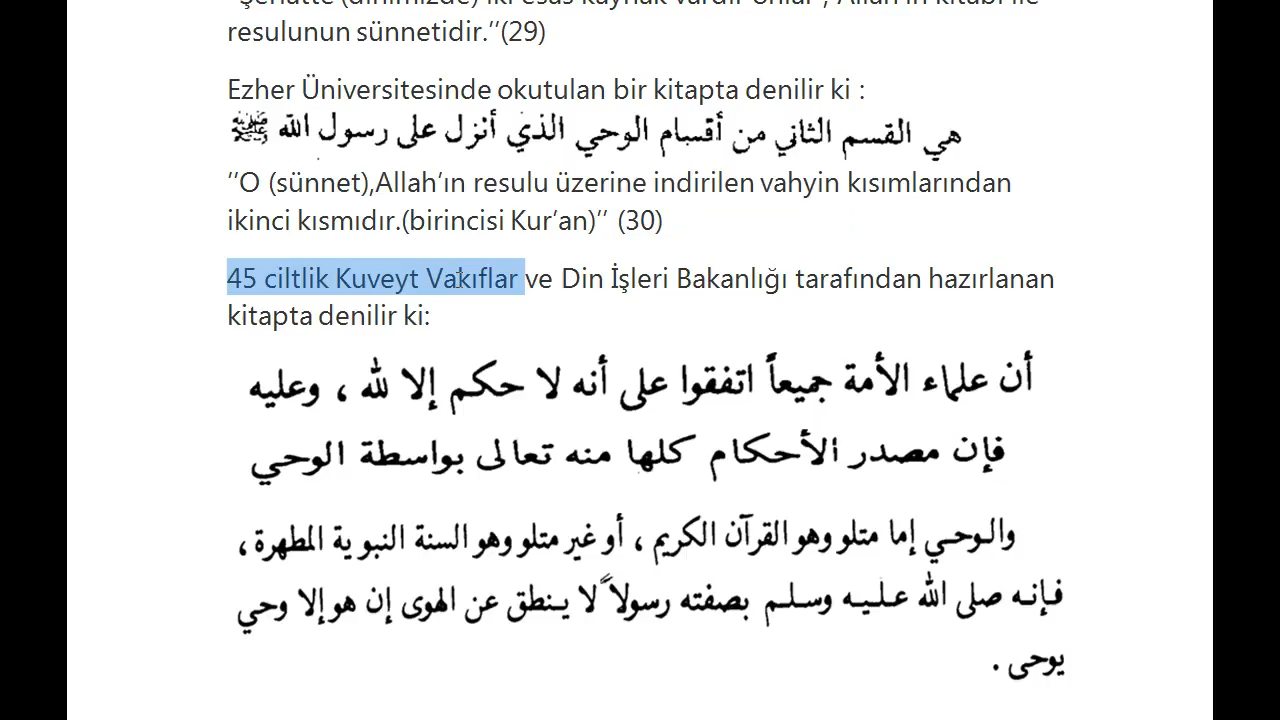 resulunun sünnetidir.’’(29)
Ezher Üniversitesinde okutulan bir kitapta denilir ki :
هي القسم الثاني من أقسام الوحي الذي أنزل على رسول الله ﷺ
’’O (sünnet),Allah’ın resulu üzerine indirilen vahyin kısımlarından
ikinci kısmıdır.(birincisi Kur’an)’’ (30)
45 ciltlik Kuveyt Vakıflar ve Din İşleri Bakanlığı tarafından hazırlanan
kitapta denilir ki:
أن علماء الأمة جميعاً اتفقوا على أنه لا حكم إلا لله ، وعليه
فإن مصدر الأحكام كلها منه تعالى بواسطة الوحي
والوحي إما متلو وهو القرآن الكريم ، أو غير متلو وهو السنة النبوية المطهرة ،
فإنه صلى الله عليه وسلم بصفته رسولاً لا ينطق عن الهوى إن هو إلا وحي
يوحى .